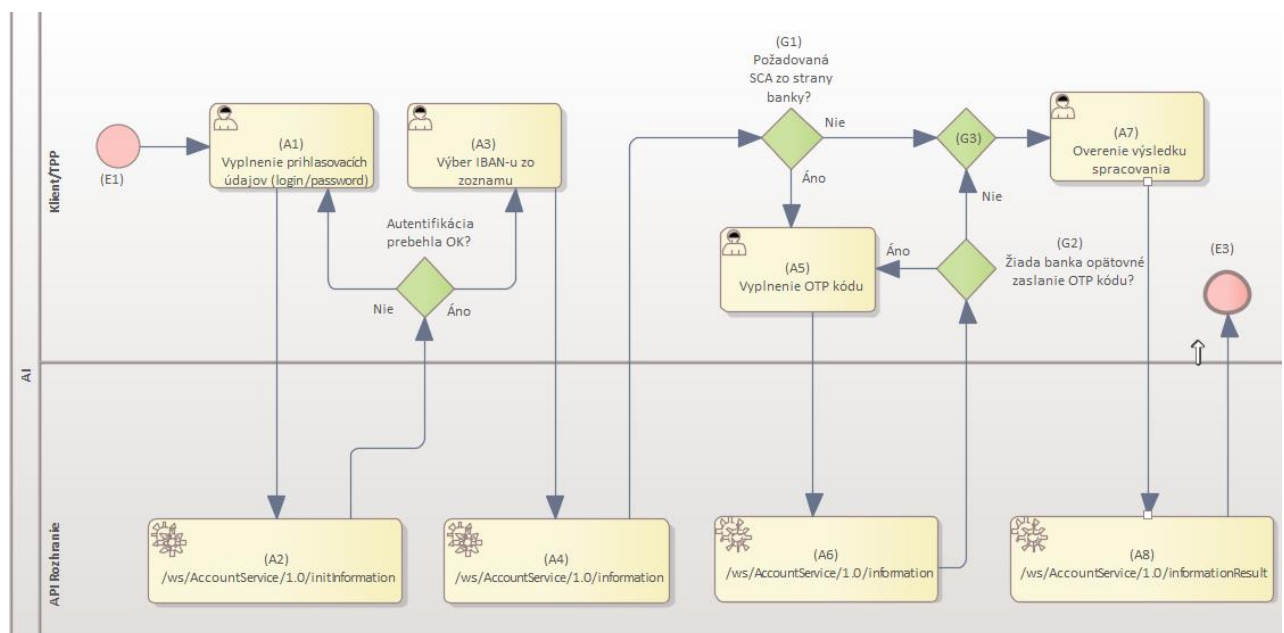 AI
Klient/TPP
(E1)
(A1)
Vyplnenie prihlasovacích
údajov (login/password)
(A3)
Výber IBAN-u zo
zoznamu
Autentifikácia
prebehla OK?
Nie
Áno
(G1)
Požadovaná
SCA zo strany
banky?
Nie
Áno
(G3)
(A7)
Overenie výsledku
spracovania
Nie
(A5)
Vyplnenie OTP kódu
Áno
(G2)
Žiada banka opätovné
zaslanie OTP kódu?
(E3)
API Rozhranie
(A2)
/ws/AccountService/1.0/initInformation
(A4)
/ws/AccountService/1.0/information
(A6)
/ws/AccountService/1.0/information
(A8)
/ws/AccountService/1.0/informationResult